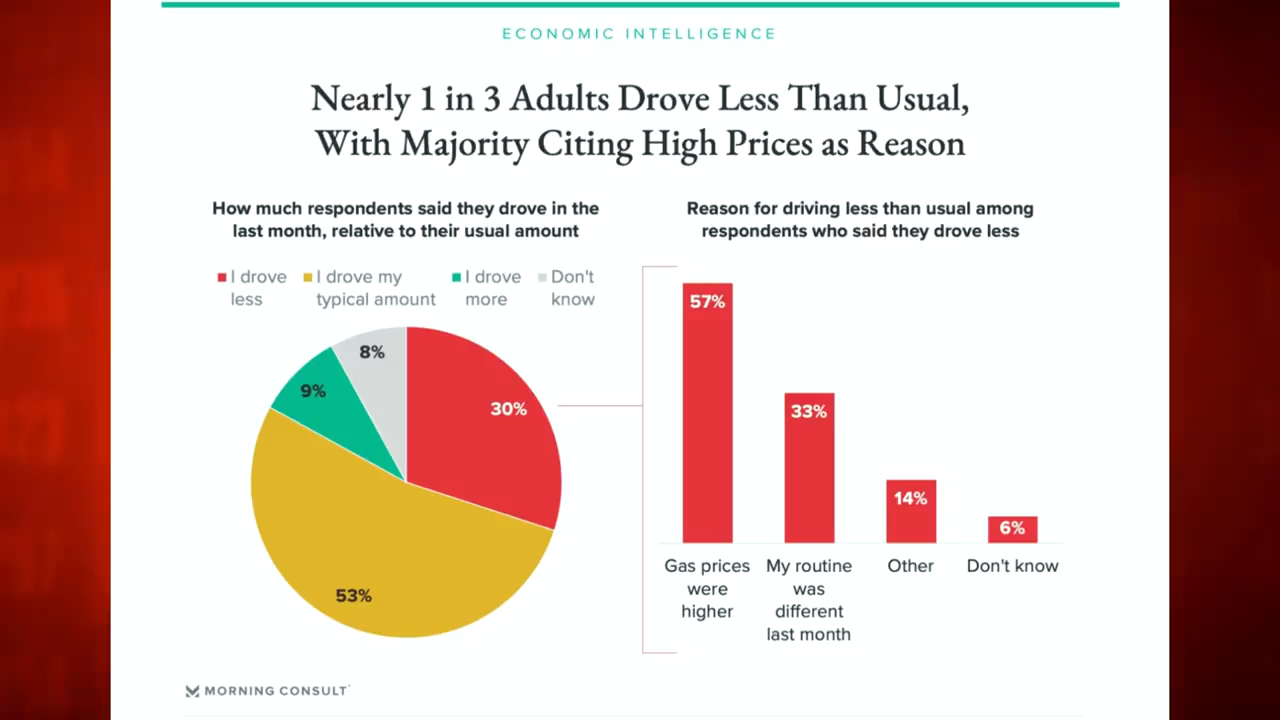 ECONOMIC INTELLIGENCE
Nearly 1 in 3 Adults Drove Less Than Usual,
With Majority Citing High Prices as Reason
How much respondents said they drove in the
last month, relative to their usual amount
I drove less
I drove my typical amount
I drove more
Don't know
8%
9%
30%
53%
Reason for driving less than usual among
respondents who said they drove less
57%
33%
14%
6%
Gas prices
were
higher
My routine
was
different
last month
Other
Don't know
MORNING CONSULT